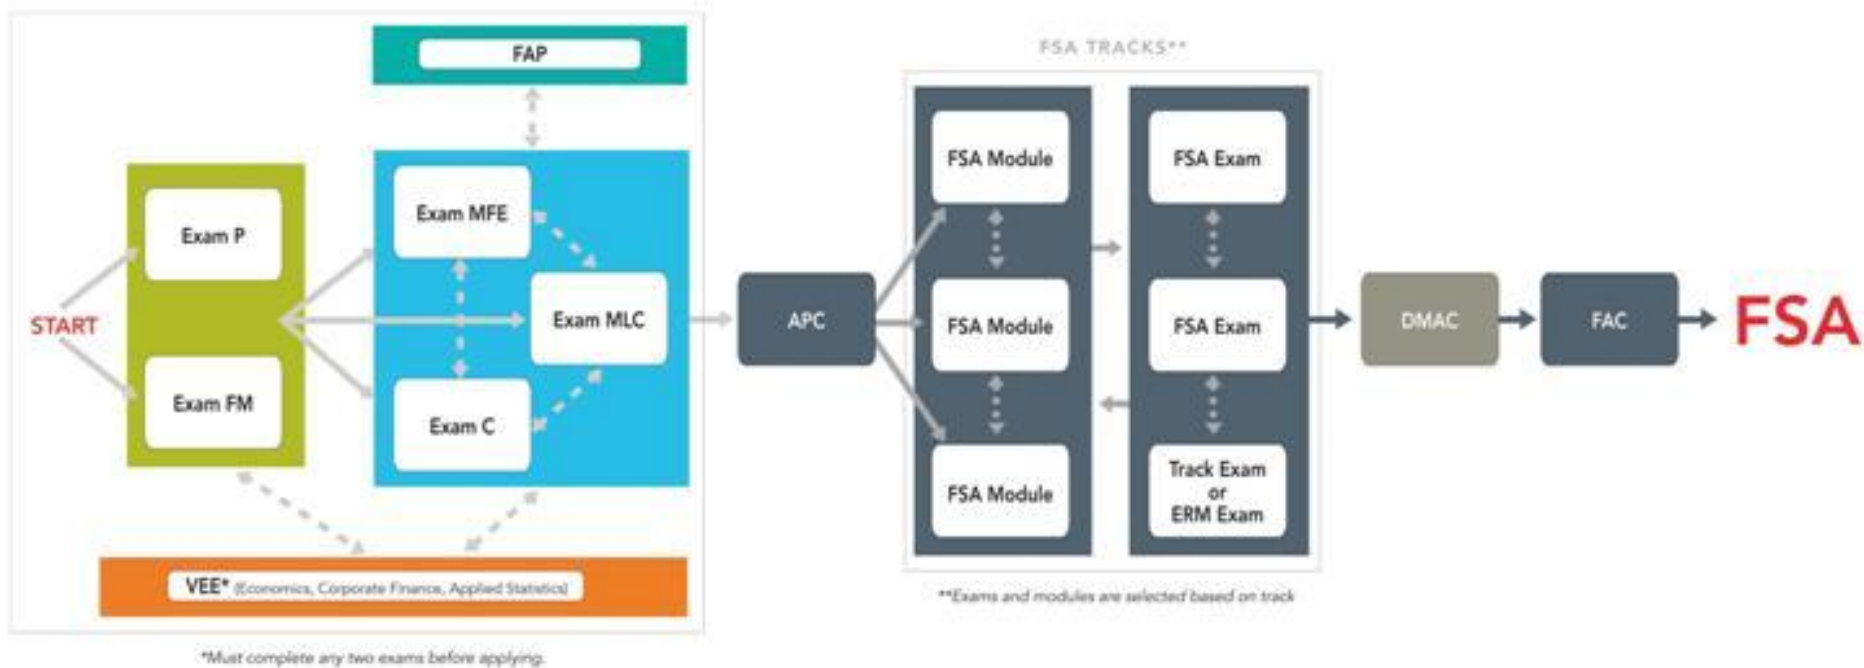 FAP
Exam MFE
Exam P
START
Exam MLC
Exam FM
Exam C
VEE* (Economics, Corporate Finance, Applied Statistics)
*Must complete any two exams before applying.
APC
FSA TRACKS**
FSA Module
FSA Module
FSA Module
FSA Exam
FSA Exam
Track Exam
or
ERM Exam
**Exams and modules are selected based on track
DMAC
FAC
FSA